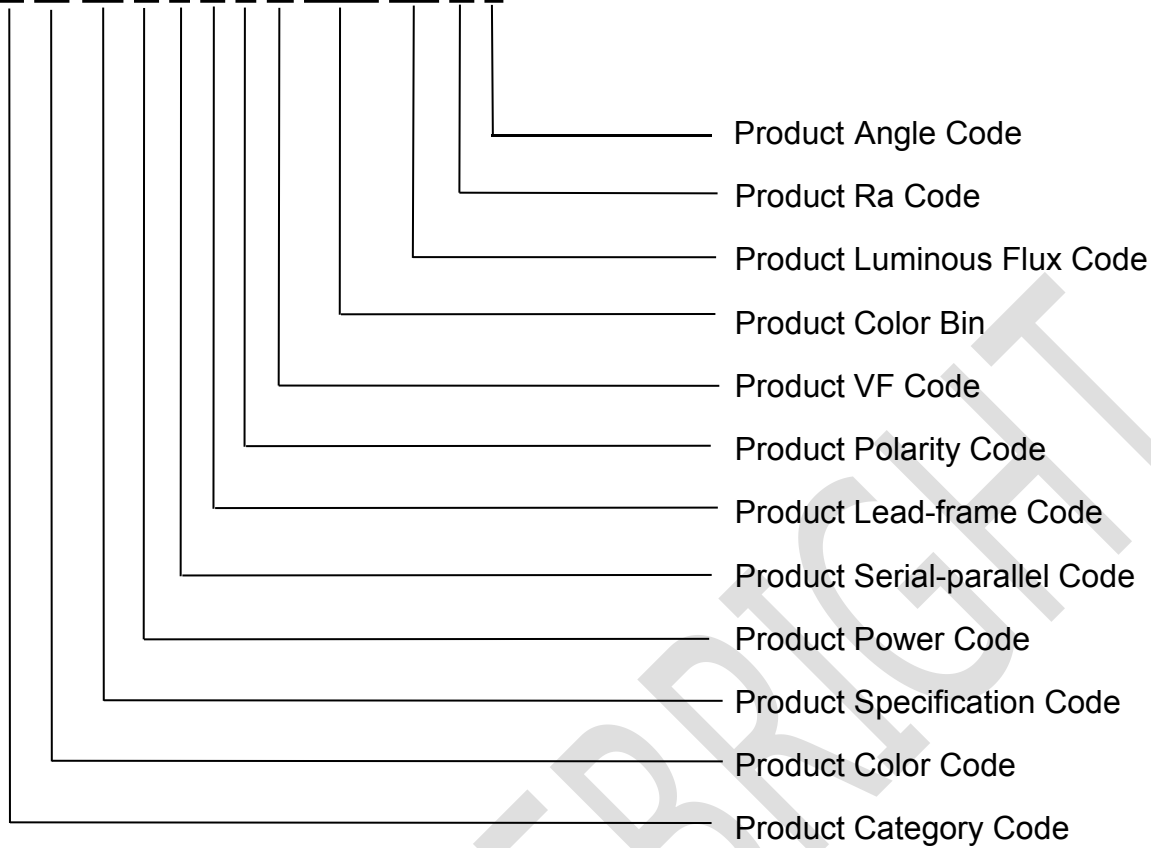 Product Angle Code
Product Ra Code
Product Luminous Flux Code
Product Color Bin
Product VF Code
Product Polarity Code
Product Lead-frame Code
Product Serial-parallel Code
Product Power Code
Product Specification Code
Product Color Code
Product Category Code